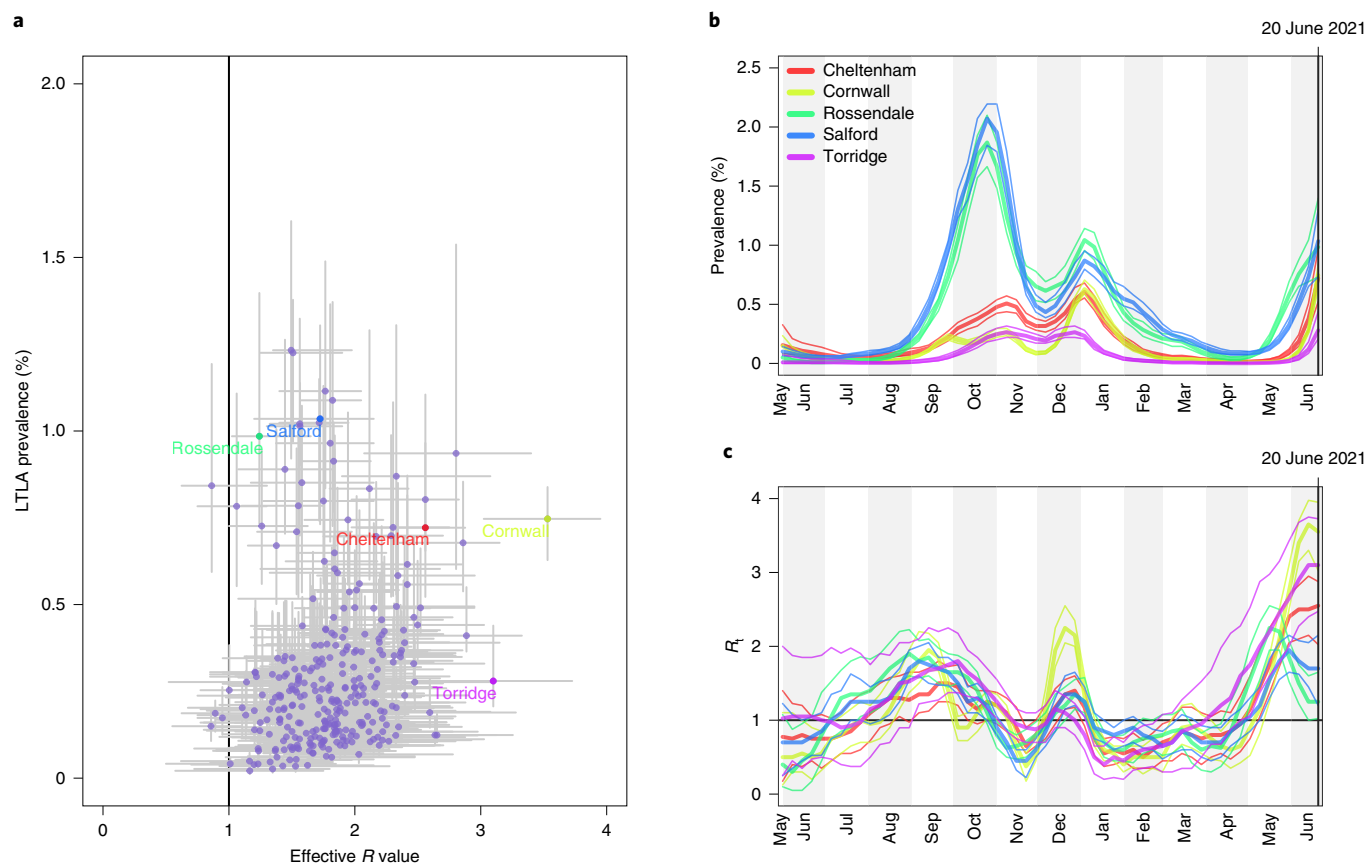 a
2.0
1.5
1.0
0.5
0
LTLA prevalence (%)
Rossendale
Salford
Cheltenham
Cornwall
Torridge
0
1
2
3
4
Effective R value
b
20 June 2021
2.5
2.0
1.5
1.0
0.5
0
Prevalence (%)
Cheltenham
Cornwall
Rossendale
Salford
Torridge
May
Jun
Jul
Aug
Sep
Oct
Nov
Dec
Jan
Feb
Mar
Apr
May
Jun
c
20 June 2021
4
3
2
1
0
Rt
May
Jun
Jul
Aug
Sep
Oct
Nov
Dec
Jan
Feb
Mar
Apr
May
Jun